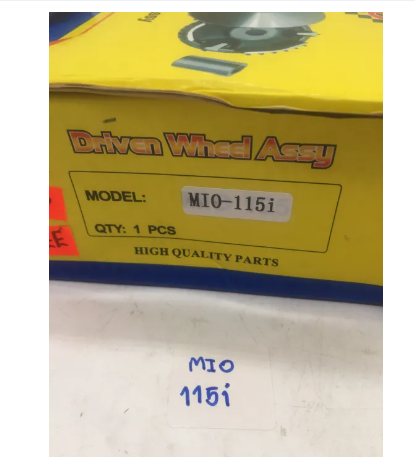 Driven Wheel Assy
MODEL: MIO-115i
QTY: 1 PCS
HIGH QUALITY PARTS
MIO
115i